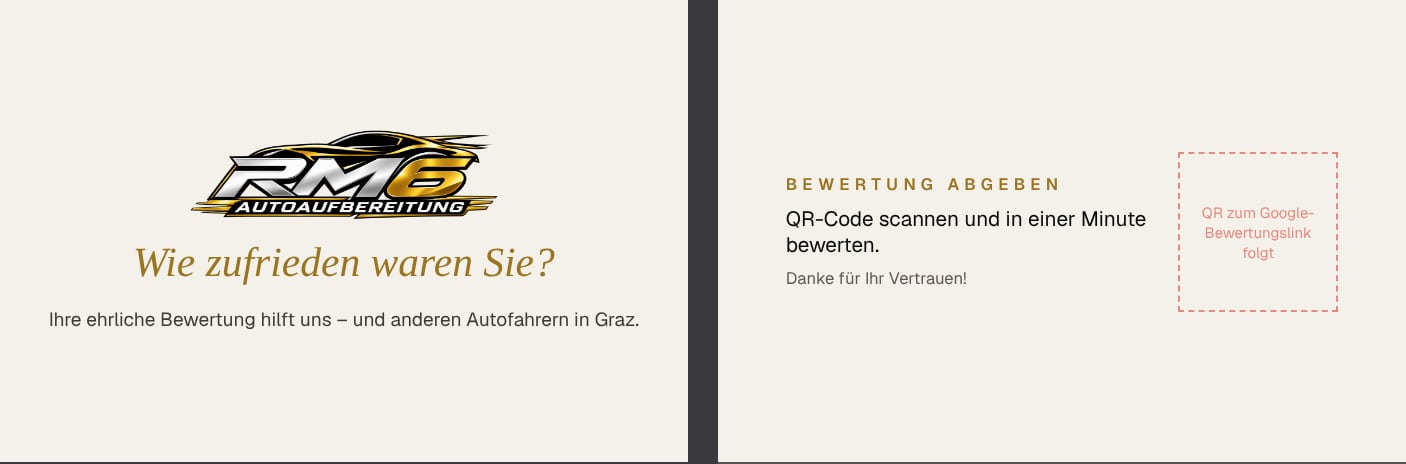 RM6
AUTOAUFBEREITUNG
Wie zufrieden waren Sie?
Ihre ehrliche Bewertung hilft uns – und anderen Autofahrern in Graz.
BEWERTUNG ABGEBEN
QR-Code scannen und in einer Minute
bewerten.
Danke für Ihr Vertrauen!
QR zum Google-
Bewertungslink
folgt